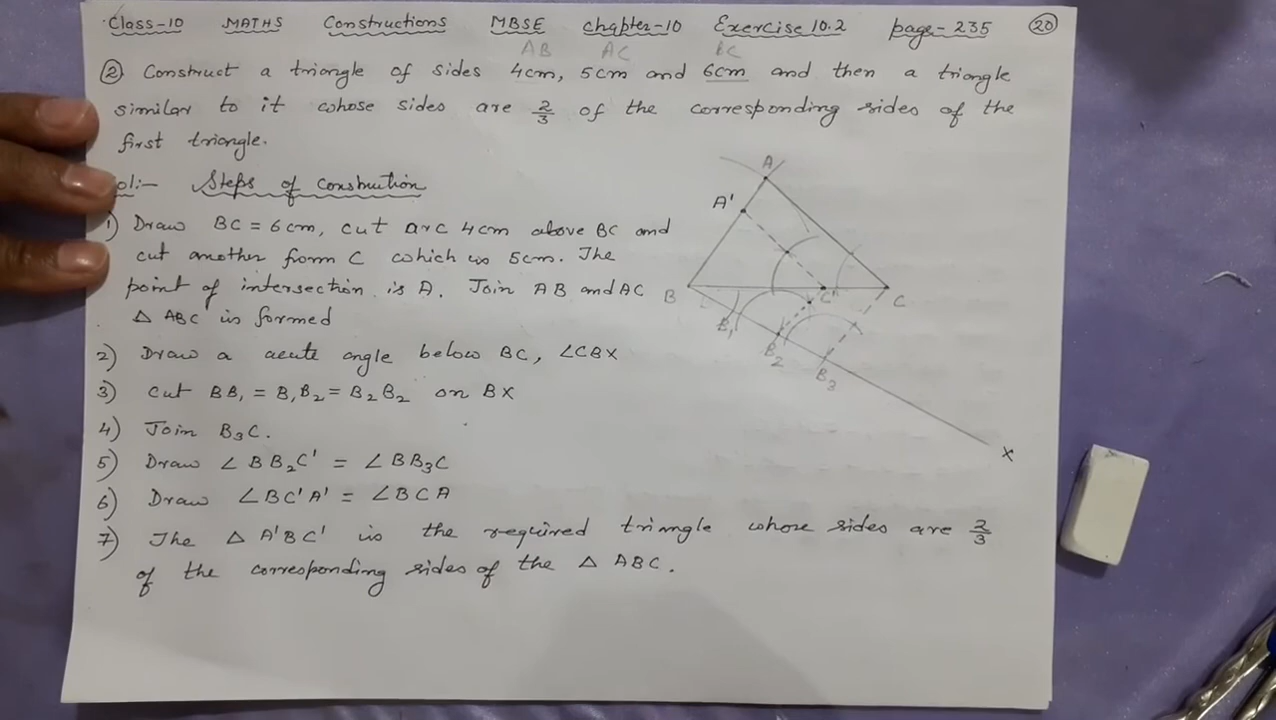 Class-10 MATHS Constructions MBSE Chapter-10 Exercise 10.2 page-235 20
AB AC BC
② Construct a triangle of sides 4cm, 5cm and 6cm and then a triangle
similar to it whose sides are 2/3 of the corresponding sides of the
first triangle.
ol:- Steps of Construction
1) Draw BC = 6cm, cut arc 4cm above BC and
cut another from C which is 5cm. The
point of intersection is A. Join AB and AC
Δ ABC is formed
2) Draw a acute angle below BC, ∠CBX
3) cut BB1 = B1B2 = B2B2 on BX
4) Join B3C.
5) Draw ∠BB2C' = ∠BB3C
6) Draw ∠BC'A' = ∠BCA
7) The Δ A'BC' is the required triangle whose sides are 2/3
of the corresponding sides of the Δ ABC.
A
A'
B
C'
C
B1
B2
B3
X